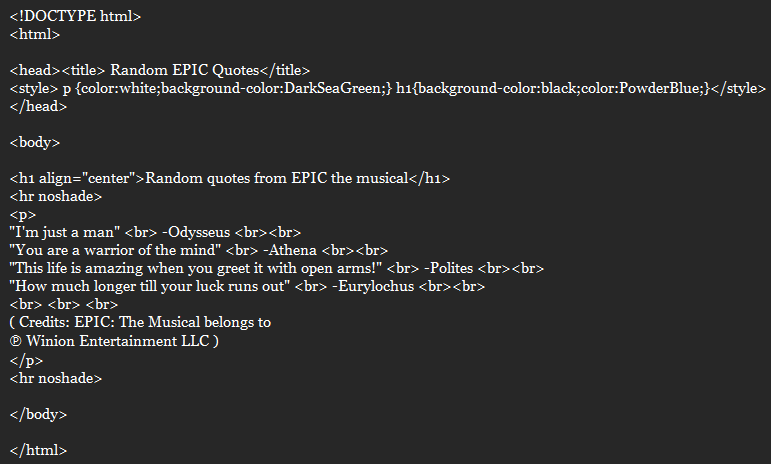 <!DOCTYPE html>
<html>
<head><title> Random EPIC Quotes</title>
<style> p {color:white;background-color:DarkSeaGreen;} h1{background-color:black;color:PowderBlue;}</style>
</head>
<body>
<h1 align="center">Random quotes from EPIC the musical</h1>
<hr noshade>
<p>
"I'm just a man" <br> -Odysseus <br><br>
"You are a warrior of the mind" <br> -Athena <br><br>
"This life is amazing when you greet it with open arms!" <br> -Polites <br><br>
"How much longer till your luck runs out" <br> -Eurylochus <br><br>
<br> <br> <br>
( Credits: EPIC: The Musical belongs to
℗ Winion Entertainment LLC )
</p>
<hr noshade>
</body>
</html>